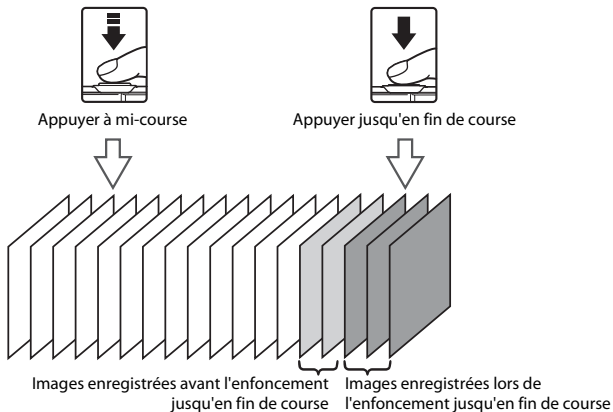 Appuyer à mi-course
Appuyer jusqu'en fin de course
Images enregistrées avant l'enfoncement
jusqu'en fin de course
Images enregistrées lors de
l'enfoncement jusqu'en fin de course